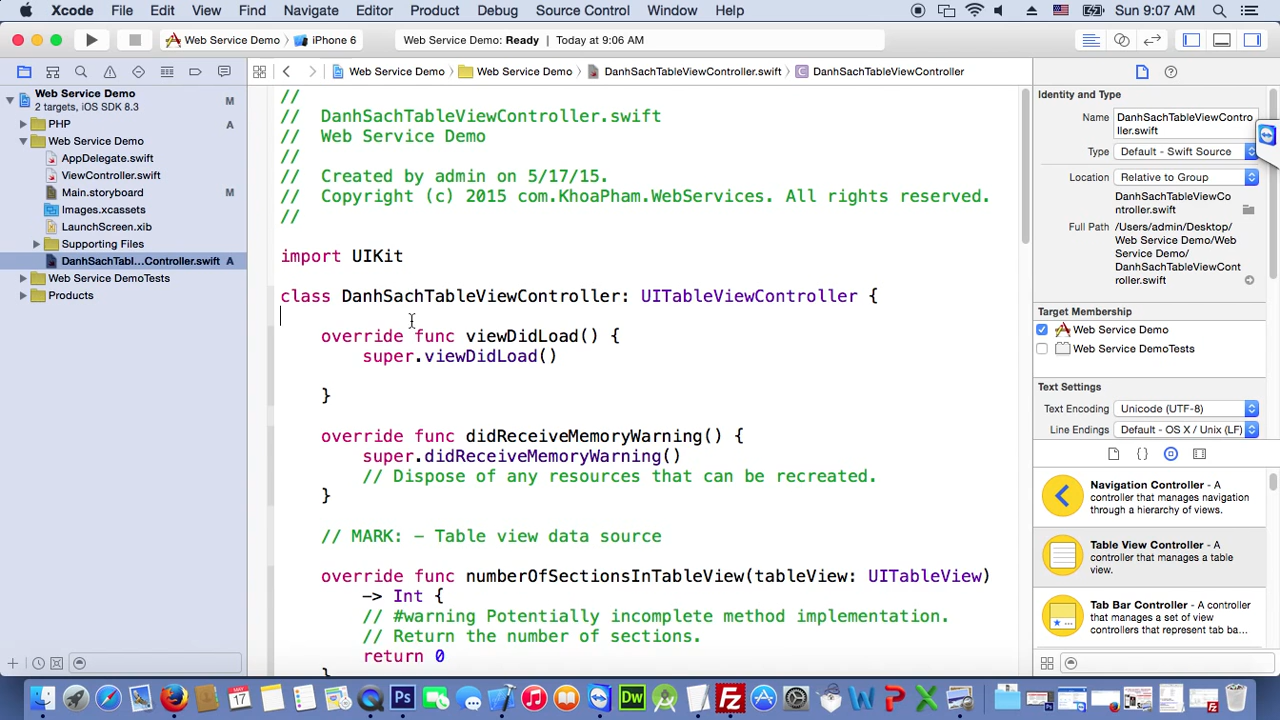 Xcode File Edit View Find Navigate Editor Product Debug Source Control Window Help Sun 9:07 AM
Web Service Demo iPhone 6 Web Service Demo: Ready Today at 9:06 AM
Web Service Demo Web Service Demo DanhSachTableViewController.swift DanhSachTableViewController
Web Service Demo M
2 targets, iOS SDK 8.3
PHP A
Web Service Demo
AppDelegate.swift
ViewController.swift
Main.storyboard M
Images.xcassets
LaunchScreen.xib
Supporting Files
DanhSachTabl...Controller.swift A
Web Service DemoTests
Products
//
// DanhSachTableViewController.swift
// Web Service Demo
//
// Created by admin on 5/17/15.
// Copyright (c) 2015 com.KhoaPham.WebServices. All rights reserved.
//
import UIKit
class DanhSachTableViewController: UITableViewController {
override func viewDidLoad() {
super.viewDidLoad()
}
override func didReceiveMemoryWarning() {
super.didReceiveMemoryWarning()
// Dispose of any resources that can be recreated.
}
// MARK: - Table view data source
override func numberOfSectionsInTableView(tableView: UITableView)
-> Int {
// #warning Potentially incomplete method implementation.
// Return the number of sections.
return 0
}
Identity and Type
Name DanhSachTableViewContro
ller.swift
Type Default - Swift Source
Location Relative to Group
DanhSachTableViewCo
ntroller.swift
Full Path /Users/admin/Desktop/
Web Service Demo/Web
Service Demo/
DanhSachTableViewCont
roller.swift
Target Membership
Web Service Demo
Web Service DemoTests
Text Settings
Text Encoding Unicode (UTF-8)
Line Endings Default - OS X / Unix (LF)
{ }
Navigation Controller - A
controller that manages navigation
through a hierarchy of views.
Table View Controller - A
controller that manages a table
view.
Tab Bar Controller - A controller
that manages a set of view
controllers that represent tab ba...
17 Ps Dw W P X Fz